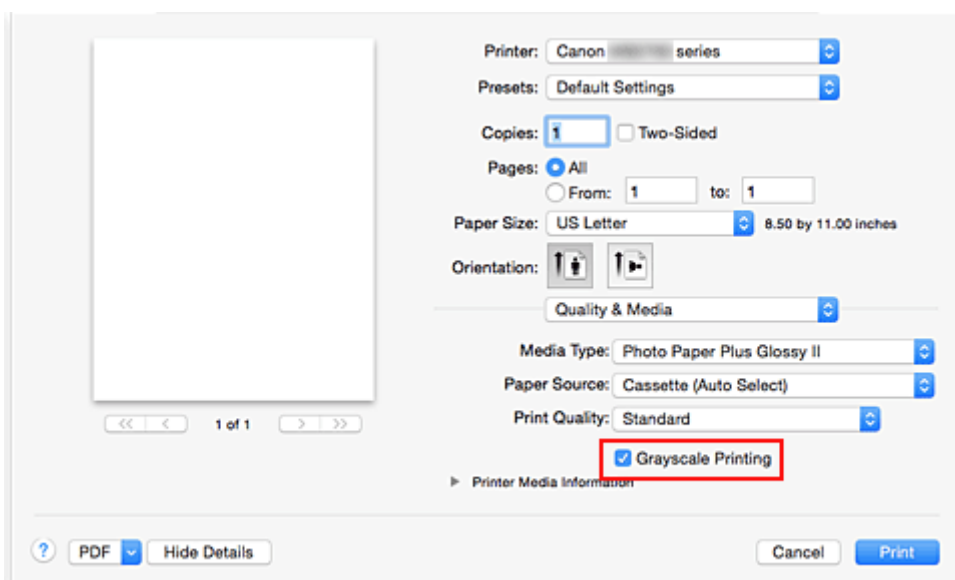 Printer: Canon series
Presets: Default Settings
Copies: 1 Two-Sided
Pages: All
From: 1 to: 1
Paper Size: US Letter 8.50 by 11.00 inches
Orientation:
Quality & Media
Media Type: Photo Paper Plus Glossy II
Paper Source: Cassette (Auto Select)
Print Quality: Standard
1 of 1
Grayscale Printing
Printer Media Information
? PDF Hide Details Cancel Print